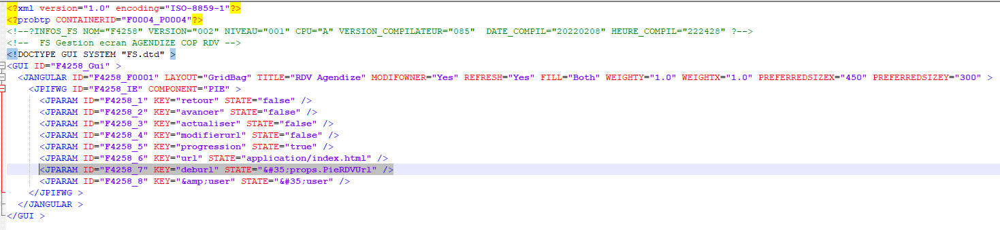 <?xml version="1.0" encoding="ISO-8859-1"?>
<?probtp CONTAINERID="F0004_P0004"?>
<!--?INFOS_FS NOM="F4258" VERSION="002" NIVEAU="001" CPU="A" VERSION_COMPILATEUR="085"  DATE_COMPIL="20220208" HEURE_COMPIL="222428" ?-->
<!--  FS Gestion ecran AGENDIZE COP RDV -->
<!DOCTYPE GUI SYSTEM "FS.dtd" >
<GUI ID="F4258_Gui" >
  <JANGULAR ID="F4258_F0001" LAYOUT="GridBag" TITLE="RDV Agendize" MODIFOWNER="Yes" REFRESH="Yes" FILL="Both" WEIGHTY="1.0" WEIGHTX="1.0" PREFERREDSIZEX="450" PREFERREDSIZEY="300" >
    <JPIFWG ID="F4258_IE" COMPONENT="PIE" >
      <JPARAM ID="F4258_1" KEY="retour" STATE="false" />
      <JPARAM ID="F4258_2" KEY="avancer" STATE="false" />
      <JPARAM ID="F4258_3" KEY="actualiser" STATE="false" />
      <JPARAM ID="F4258_4" KEY="modifierurl" STATE="false" />
      <JPARAM ID="F4258_5" KEY="progression" STATE="true" />
      <JPARAM ID="F4258_6" KEY="url" STATE="application/index.html" />
      <JPARAM ID="F4258_7" KEY="deburl" STATE="&#35;props.PieRDVUrl" />
      <JPARAM ID="F4258_8" KEY="&amp;user" STATE="&#35;user" />
    </JPIFWG >
  </JANGULAR >
</GUI >